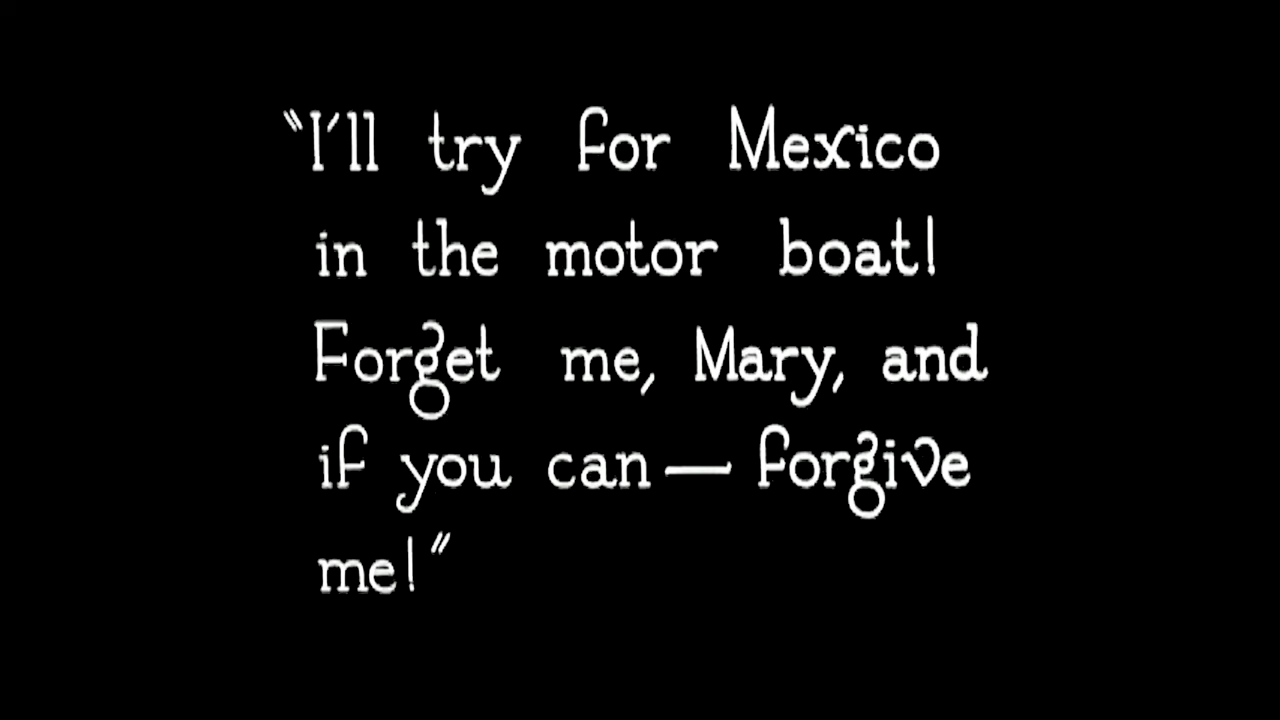 "I'll try for Mexico
in the motor boat!
Forget me, Mary, and
if you can — forgive
me!"